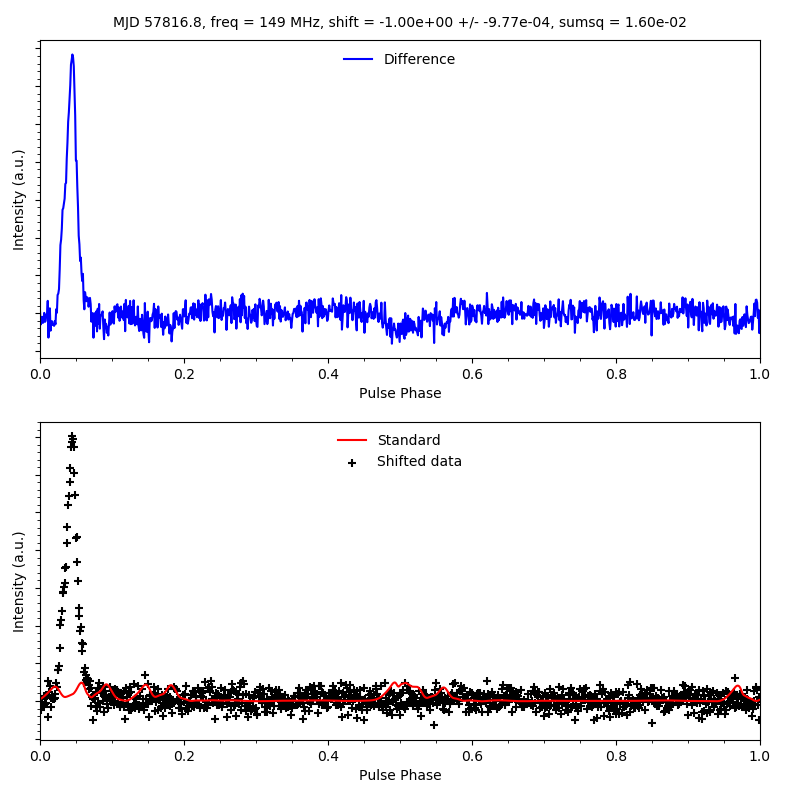 MJD 57816.8, freq = 149 MHz, shift = -1.00e+00 +/- -9.77e-04, sumsq = 1.60e-02
Difference
Intensity (a.u.)
0.0 0.2 0.4 0.6 0.8 1.0
Pulse Phase
Standard
Shifted data
Intensity (a.u.)
0.0 0.2 0.4 0.6 0.8 1.0
Pulse Phase